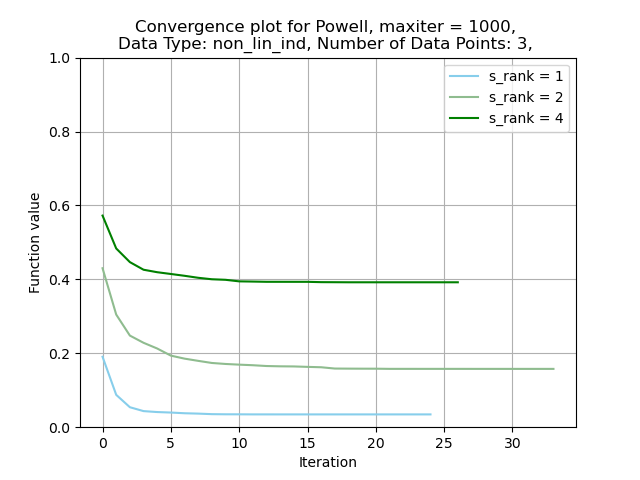 Convergence plot for Powell, maxiter = 1000,
Data Type: non_lin_ind, Number of Data Points: 3,
1.0
0.8
0.6
0.4
0.2
0.0
Function value
s_rank = 1
s_rank = 2
s_rank = 4
0 5 10 15 20 25 30
Iteration